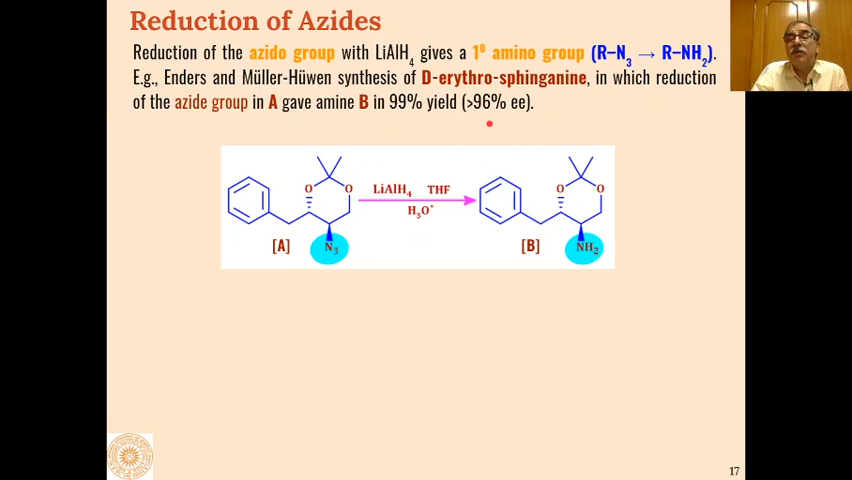 Reduction of Azides
Reduction of the azido group with LiAlH4 gives a 1⁰ amino group (R–N3 → R–NH2).
E.g., Enders and Müller-Hüwen synthesis of D-erythro-sphinganine, in which reduction
of the azide group in A gave amine B in 99% yield (>96% ee).
O O LiAlH4 THF O O
H3O+
[A] N3 [B] NH2
17